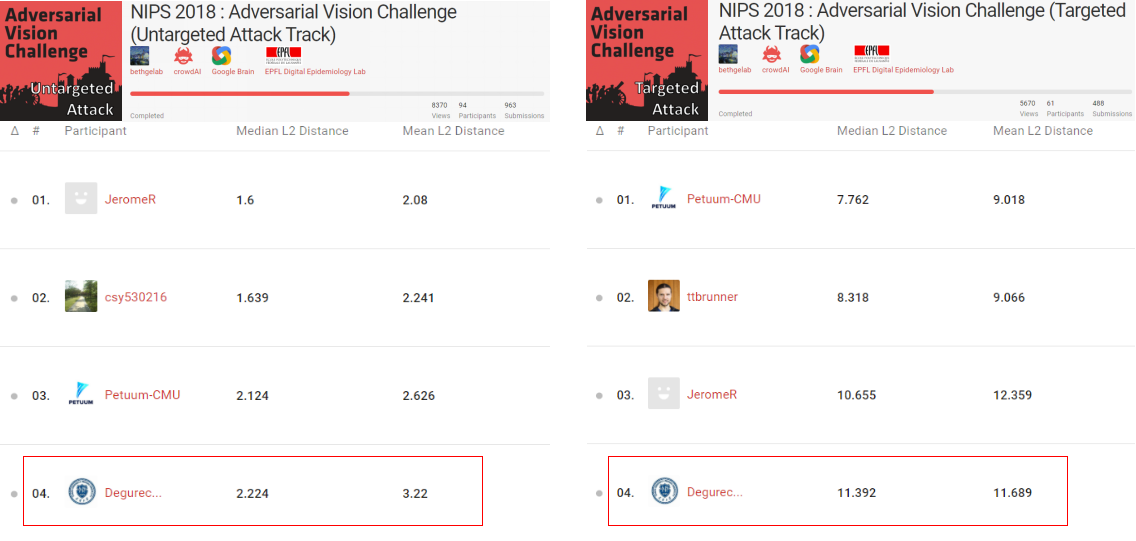 Adversarial
Vision
Challenge
Untargeted
Attack
NIPS 2018 : Adversarial Vision Challenge
(Untargeted Attack Track)
EPFL
bethgelab crowdAI Google Brain EPFL Digital Epidemiology Lab
8370 94 963
Completed Views Participants Submissions
Δ # Participant Median L2 Distance Mean L2 Distance
01. JeromeR 1.6 2.08
02. csy530216 1.639 2.241
03. PETUUM Petuum-CMU 2.124 2.626
04. Degurec... 2.224 3.22
Adversarial
Vision
Challenge
Targeted
Attack
NIPS 2018 : Adversarial Vision Challenge (Targeted
Attack Track)
EPFL
bethgelab crowdAI Google Brain EPFL Digital Epidemiology Lab
5670 61 488
Completed Views Participants Submissions
Δ # Participant Median L2 Distance Mean L2 Distance
01. PETUUM Petuum-CMU 7.762 9.018
02. ttbrunner 8.318 9.066
03. JeromeR 10.655 12.359
04. Degurec... 11.392 11.689